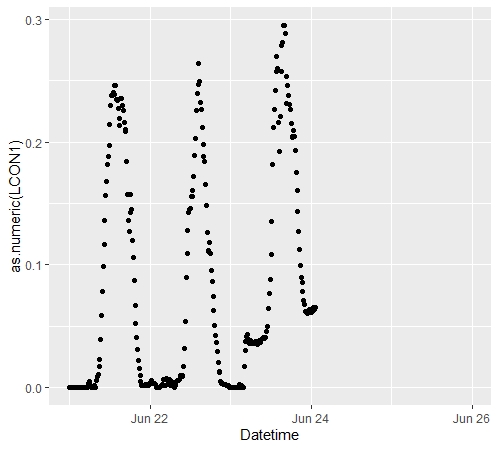 0.3
0.2
0.1
0.0
as.numeric(LCON1)
Jun 22
Jun 24
Jun 26
Datetime